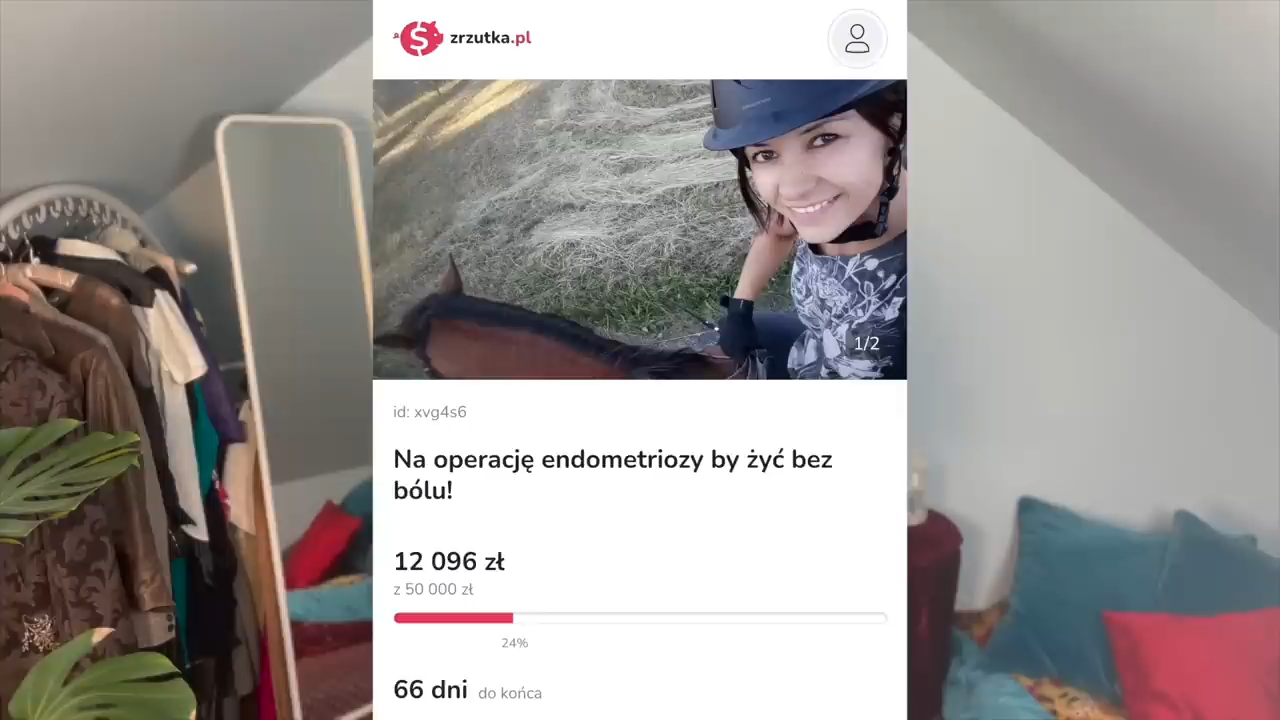 zrzutka.pl
1/2
id: xvg4s6
Na operację endometriozy by żyć bez
bólu!
12 096 zł
z 50 000 zł
24%
66 dni do końca